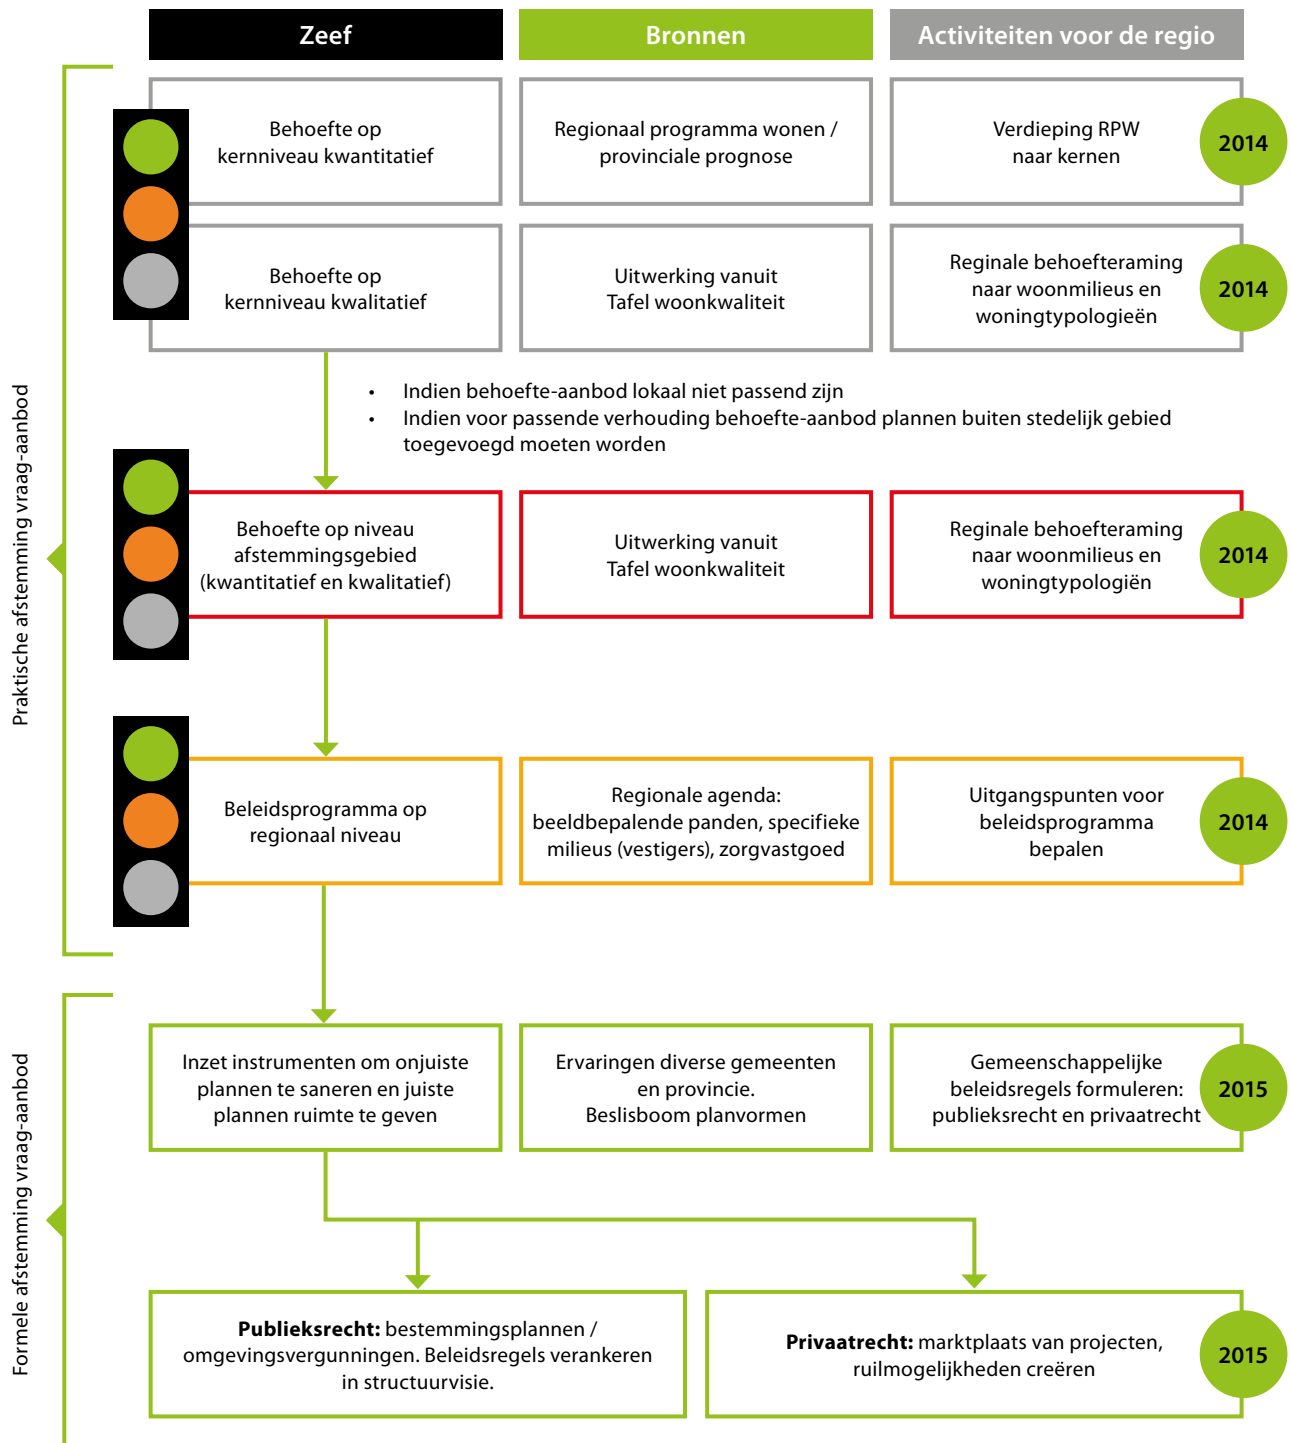 Zeef
Bronnen
Activiteiten voor de regio
Praktische afstemming vraag-aanbod
Behoefte op
kernniveau kwantitatief
Regionaal programma wonen /
provinciale prognose
Verdieping RPW
naar kernen
2014
Behoefte op
kernniveau kwalitatief
Uitwerking vanuit
Tafel woonkwaliteit
Reginale behoefteraming
naar woonmilieus en
woningtypologieën
2014
• Indien behoefte-aanbod lokaal niet passend zijn
• Indien voor passende verhouding behoefte-aanbod plannen buiten stedelijk gebied
toegevoegd moeten worden
Behoefte op niveau
afstemmingsgebied
(kwantitatief en kwalitatief)
Uitwerking vanuit
Tafel woonkwaliteit
Reginale behoefteraming
naar woonmilieus en
woningtypologiën
2014
Beleidsprogramma op
regionaal niveau
Regionale agenda:
beeldbepalende panden, specifieke
milieus (vestigers), zorgvastgoed
Uitgangspunten voor
beleidsprogramma
bepalen
2014
Formele afstemming vraag-aanbod
Inzet instrumenten om onjuiste
plannen te saneren en juiste
plannen ruimte te geven
Ervaringen diverse gemeenten
en provincie.
Beslisboom planvormen
Gemeenschappelijke
beleidsregels formuleren:
publieksrecht en privaatrecht
2015
Publieksrecht: bestemmingsplannen /
omgevingsvergunningen. Beleidsregels verankeren
in structuurvisie.
Privaatrecht: marktplaats van projecten,
ruilmogelijkheden creëren
2015